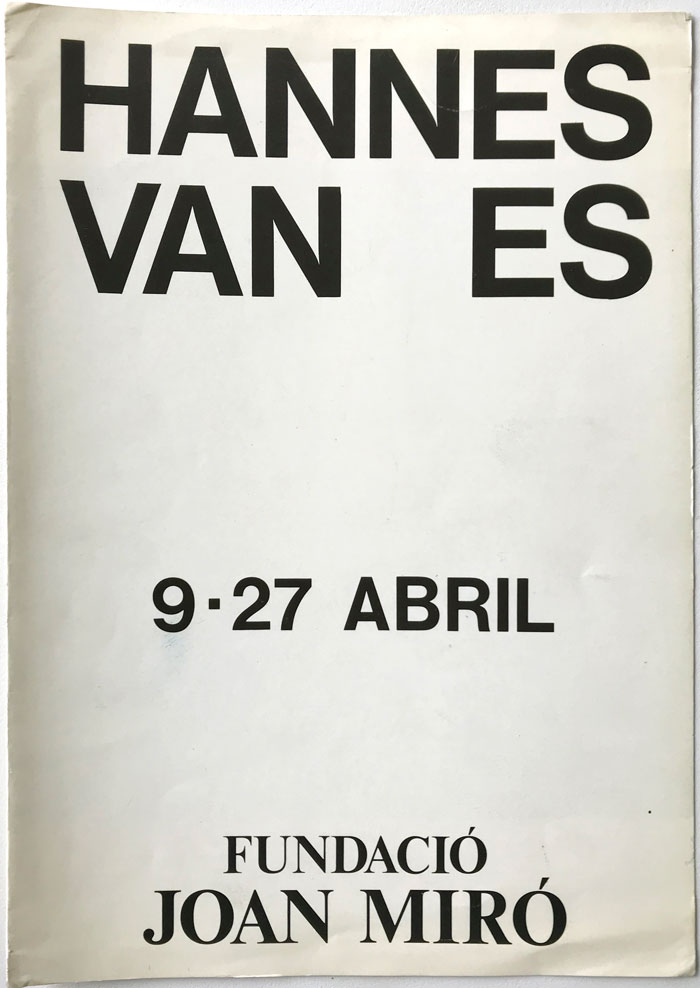 HANNES
VAN ES
9·27 ABRIL
FUNDACIÓ
JOAN MIRÓ